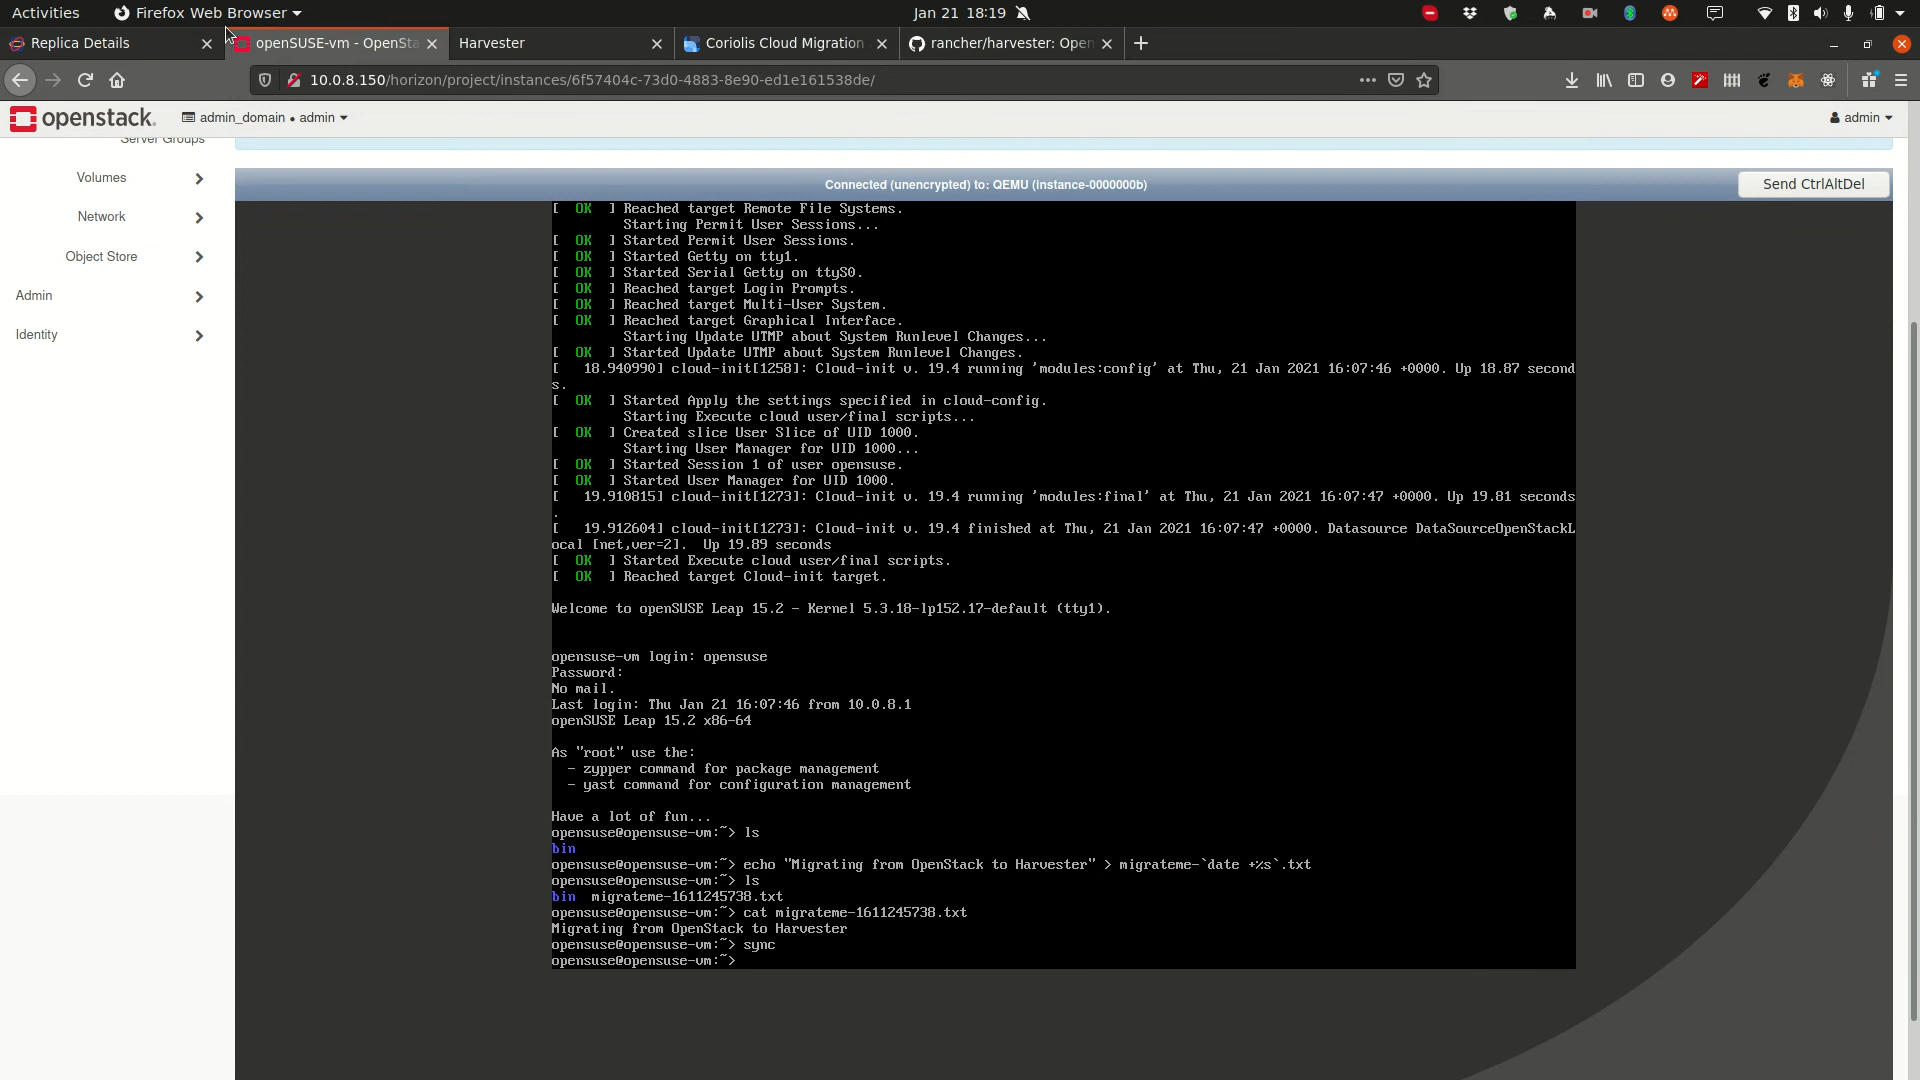 Activities
Firefox Web Browser
Jan 21 18:19
Replica Details
openSUSE-vm - OpenSta
Harvester
Coriolis Cloud Migration
rancher/harvester: Open
10.0.8.150/horizon/project/instances/6f57404c-73d0-4883-8e90-ed1e161538de/
openstack.
admin_domain • admin
admin
Server Groups
Volumes
Network
Object Store
Admin
Identity
Connected (unencrypted) to: QEMU (instance-0000000b)
Send CtrlAltDel
[  OK  ] Reached target Remote File Systems.
Starting Permit User Sessions...
[  OK  ] Started Permit User Sessions.
[  OK  ] Started Getty on tty1.
[  OK  ] Started Serial Getty on ttyS0.
[  OK  ] Reached target Login Prompts.
[  OK  ] Reached target Multi-User System.
[  OK  ] Reached target Graphical Interface.
Starting Update UTMP about System Runlevel Changes...
[  OK  ] Started Update UTMP about System Runlevel Changes.
[   18.940990] cloud-init[1258]: Cloud-init v. 19.4 running 'modules:config' at Thu, 21 Jan 2021 16:07:46 +0000. Up 18.87 second
s.
[  OK  ] Started Apply the settings specified in cloud-config.
Starting Execute cloud user/final scripts...
[  OK  ] Created slice User Slice of UID 1000.
Starting User Manager for UID 1000...
[  OK  ] Started Session 1 of user opensuse.
[  OK  ] Started User Manager for UID 1000.
[   19.910815] cloud-init[1273]: Cloud-init v. 19.4 running 'modules:final' at Thu, 21 Jan 2021 16:07:47 +0000. Up 19.81 seconds
.
[   19.912604] cloud-init[1273]: Cloud-init v. 19.4 finished at Thu, 21 Jan 2021 16:07:47 +0000. Datasource DataSourceOpenStackL
ocal [net,ver=2].  Up 19.89 seconds
[  OK  ] Started Execute cloud user/final scripts.
[  OK  ] Reached target Cloud-init target.
Welcome to openSUSE Leap 15.2 - Kernel 5.3.18-lp152.17-default (tty1).
opensuse-vm login: opensuse
Password:
No mail.
Last login: Thu Jan 21 16:07:46 from 10.0.8.1
openSUSE Leap 15.2 x86-64
As "root" use the:
- zypper command for package management
- yast command for configuration management
Have a lot of fun...
opensuse@opensuse-vm:~> ls
bin
opensuse@opensuse-vm:~> echo "Migrating from OpenStack to Harvester" > migrateme-`date +%s`.txt
opensuse@opensuse-vm:~> ls
bin  migrateme-1611245738.txt
opensuse@opensuse-vm:~> cat migrateme-1611245738.txt
Migrating from OpenStack to Harvester
opensuse@opensuse-vm:~> sync
opensuse@opensuse-vm:~>